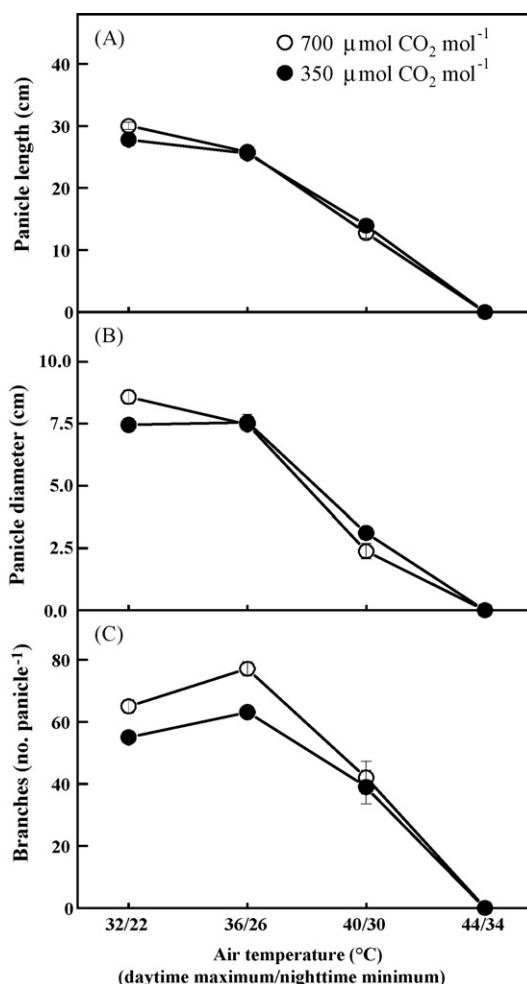 (A)
700 μmol CO₂ mol⁻¹
350 μmol CO₂ mol⁻¹
Panicle length (cm)
40
30
20
10
0
(B)
Panicle diameter (cm)
10.0
7.5
2.5
0.0
(C)
Branches (no. panicle⁻¹)
80
60
40
20
0
32/22 36/26 40/30 44/34
Air temperature (°C)
(daytime maximum/nighttime minimum)